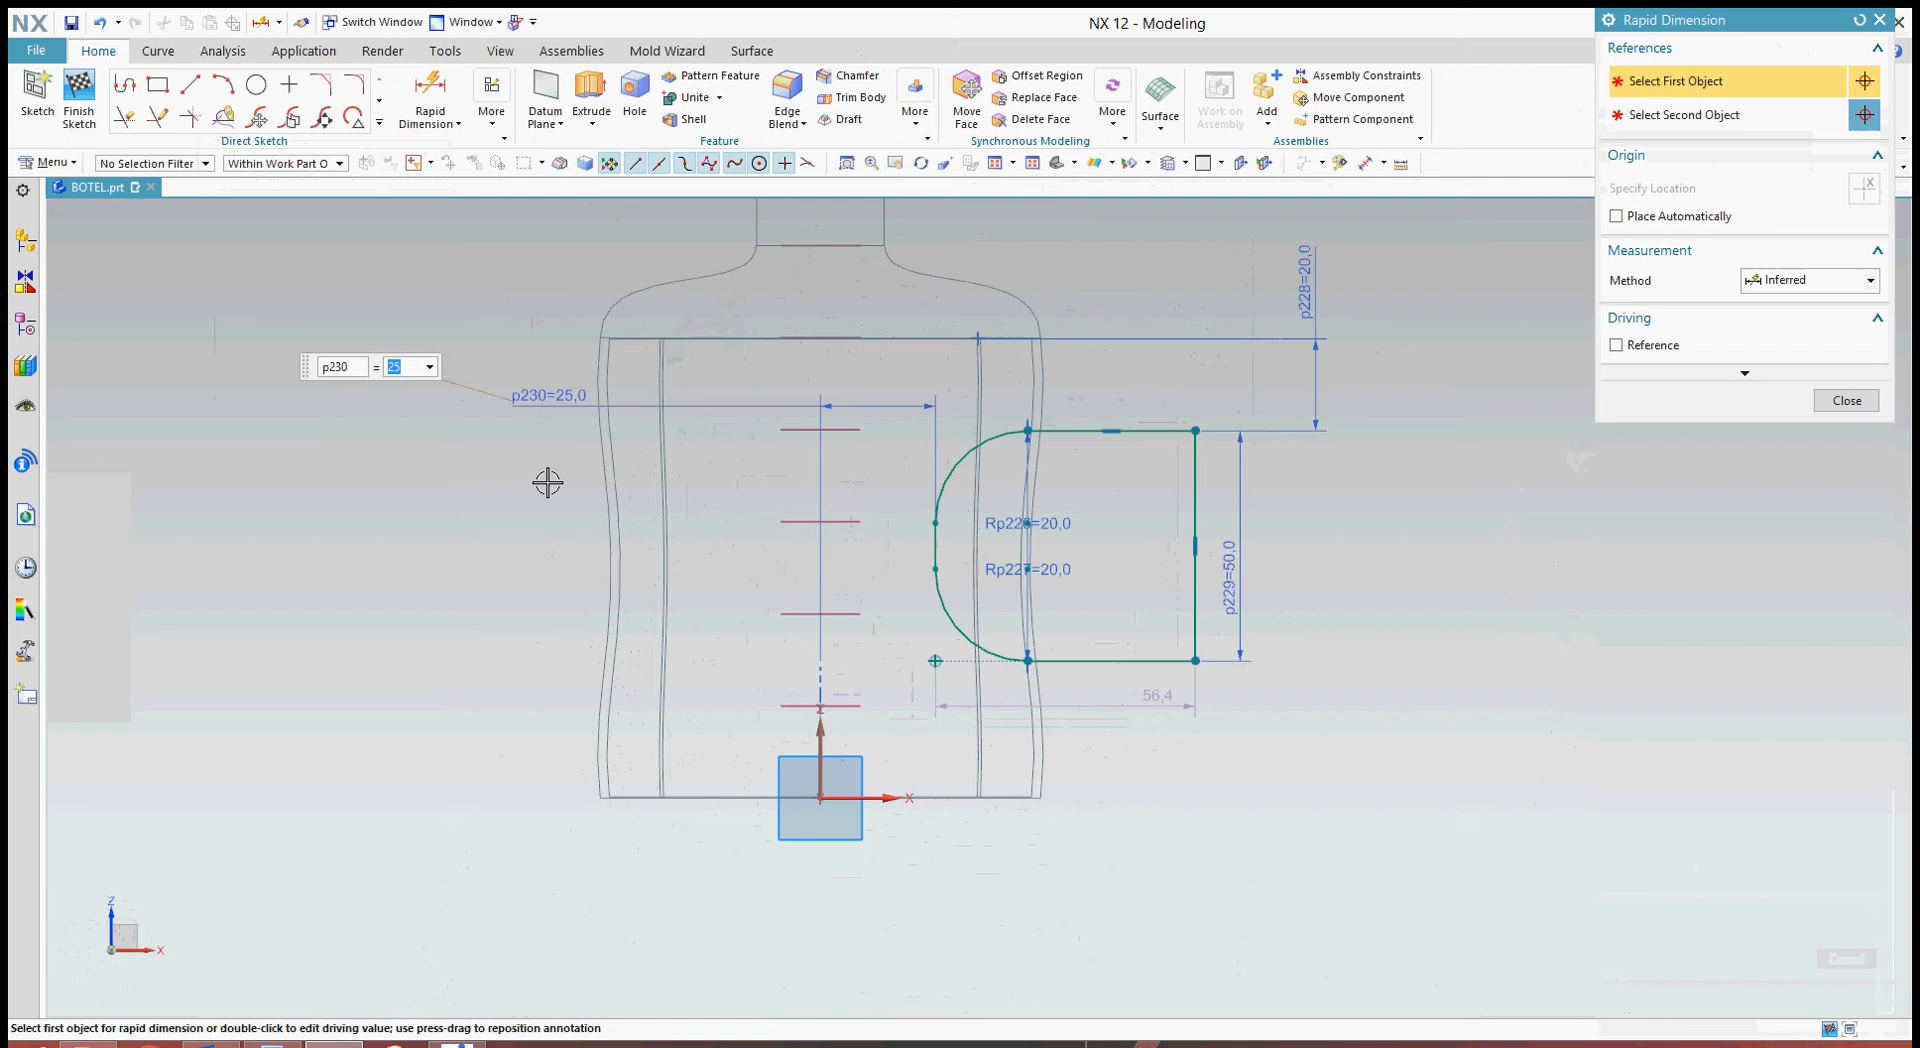 NX
Switch Window
Window
NX 12 - Modeling
Rapid Dimension
File
Home
Curve
Analysis
Application
Render
Tools
View
Assemblies
Mold Wizard
Surface
References
Select First Object
Select Second Object
Sketch
Finish Sketch
Rapid Dimension
More
Direct Sketch
Datum Plane
Extrude
Hole
Pattern Feature
Unite
Shell
Edge Blend
Chamfer
Trim Body
Draft
More
Feature
Move Face
Offset Region
Replace Face
Delete Face
More
Synchronous Modeling
Surface
Work on Assembly
Add
Assembly Constraints
Move Component
Pattern Component
Assemblies
Origin
Specify Location
Place Automatically
Measurement
Method
Inferred
Driving
Reference
Close
Menu
No Selection Filter
Within Work Part O
BOTEL.prt
p228=20,0
p230
=
25
p230=25,0
Rp227=20,0
p229=50,0
56,4
X
Z
X
Select first object for rapid dimension or double-click to edit driving value; use press-drag to reposition annotation